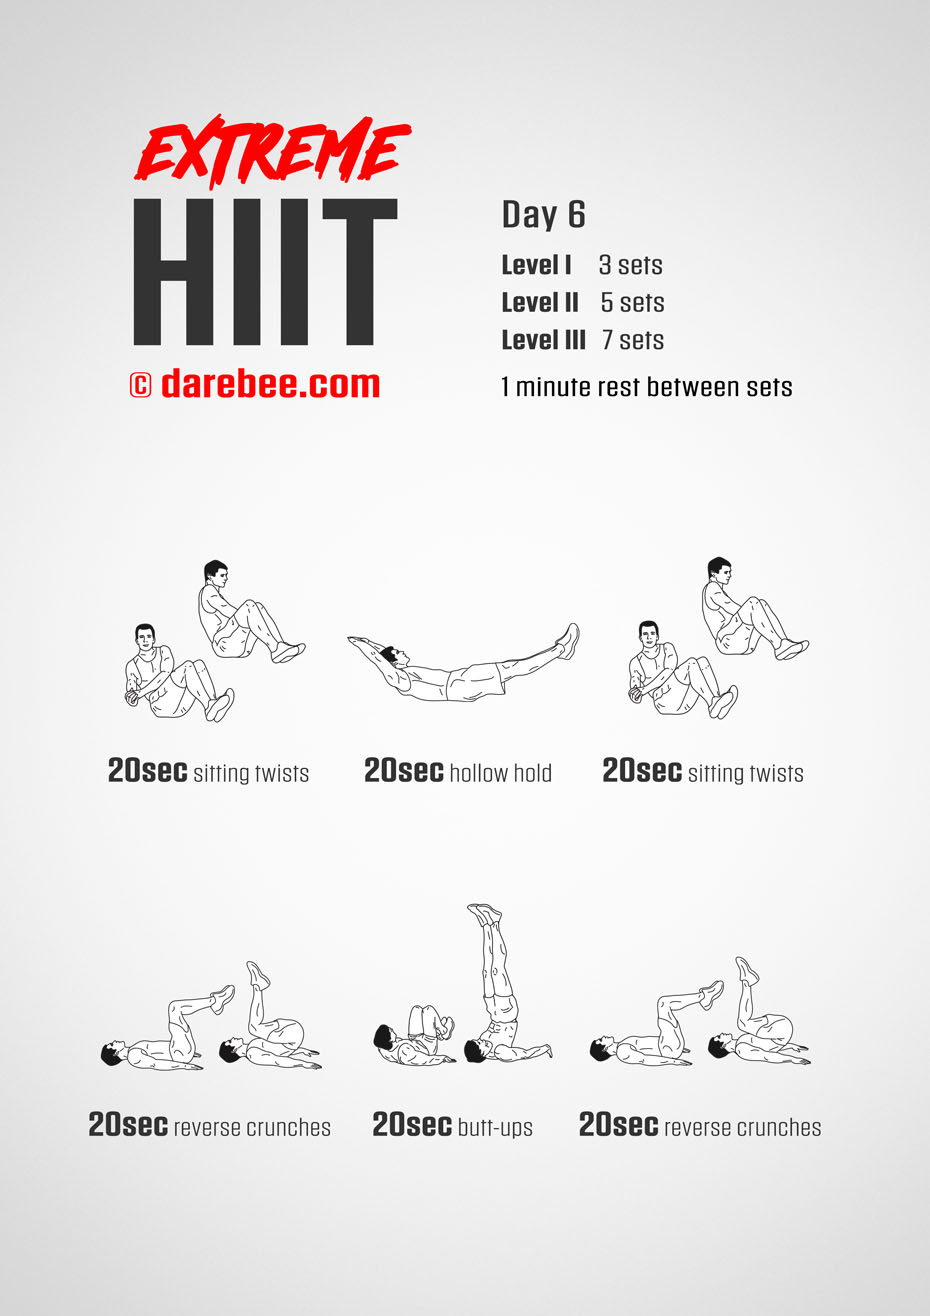 EXTREME
HIIT
© darebee.com
Day 6
Level I 3 sets
Level II 5 sets
Level III 7 sets
1 minute rest between sets
20sec sitting twists
20sec hollow hold
20sec sitting twists
20sec reverse crunches
20sec butt-ups
20sec reverse crunches